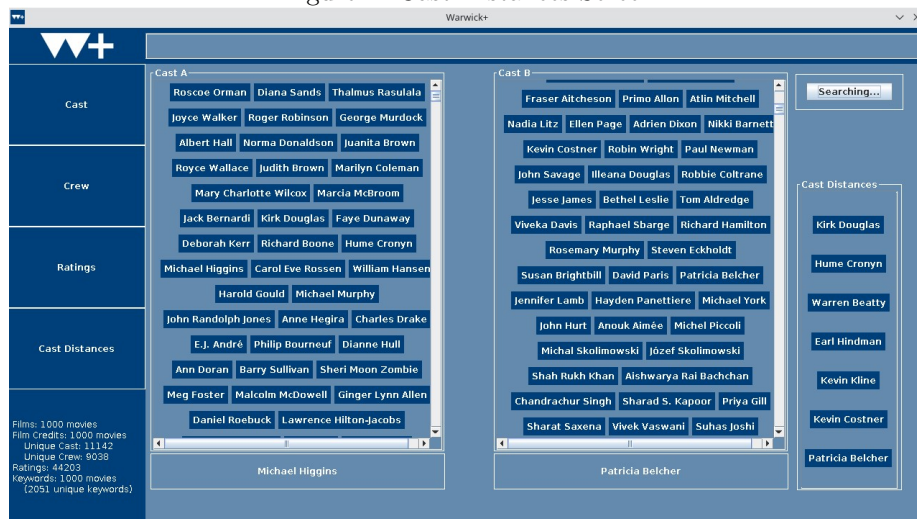 Warwick+
W+
Cast
Crew
Ratings
Cast Distances
Films: 1000 movies
Film Credits: 1000 movies
Unique Cast: 11142
Unique Crew: 9038
Ratings: 44203
Keywords: 1000 movies
(2051 unique keywords)
Cast A
Roscoe Orman Diana Sands Thalmus Rasulala
Joyce Walker Roger Robinson George Murdock
Albert Hall Norma Donaldson Juanita Brown
Royce Wallace Judith Brown Marilyn Coleman
Mary Charlotte Wilcox Marcia McBroom
Jack Bernardi Kirk Douglas Faye Dunaway
Deborah Kerr Richard Boone Hume Cronyn
Michael Higgins Carol Eve Rossen William Hansen
Harold Gould Michael Murphy
John Randolph Jones Anne Hegira Charles Drake
E.J. André Philip Bourneuf Dianne Hull
Ann Doran Barry Sullivan Sheri Moon Zombie
Meg Foster Malcolm McDowell Ginger Lynn Allen
Daniel Roebuck Lawrence Hilton-Jacobs
Michael Higgins
Cast B
Fraser Aitcheson Primo Allon Atlin Mitchell
Nadia Litz Ellen Page Adrien Dixon Nikki Barnett
Kevin Costner Robin Wright Paul Newman
John Savage Illeana Douglas Robbie Coltrane
Jesse James Bethel Leslie Tom Aldredge
Viveka Davis Raphael Sbarge Richard Hamilton
Rosemary Murphy Steven Eckholdt
Susan Brightbill David Paris Patricia Belcher
Jennifer Lamb Hayden Panettiere Michael York
John Hurt Anouk Aimée Michel Piccoli
Michal Skolimowski Józef Skolimowski
Shah Rukh Khan Aishwarya Rai Bachchan
Chandrachur Singh Sharad S. Kapoor Priya Gill
Sharat Saxena Vivek Vaswani Suhas Joshi
Patricia Belcher
Searching...
Cast Distances
Kirk Douglas
Hume Cronyn
Warren Beatty
Earl Hindman
Kevin Kline
Kevin Costner
Patricia Belcher